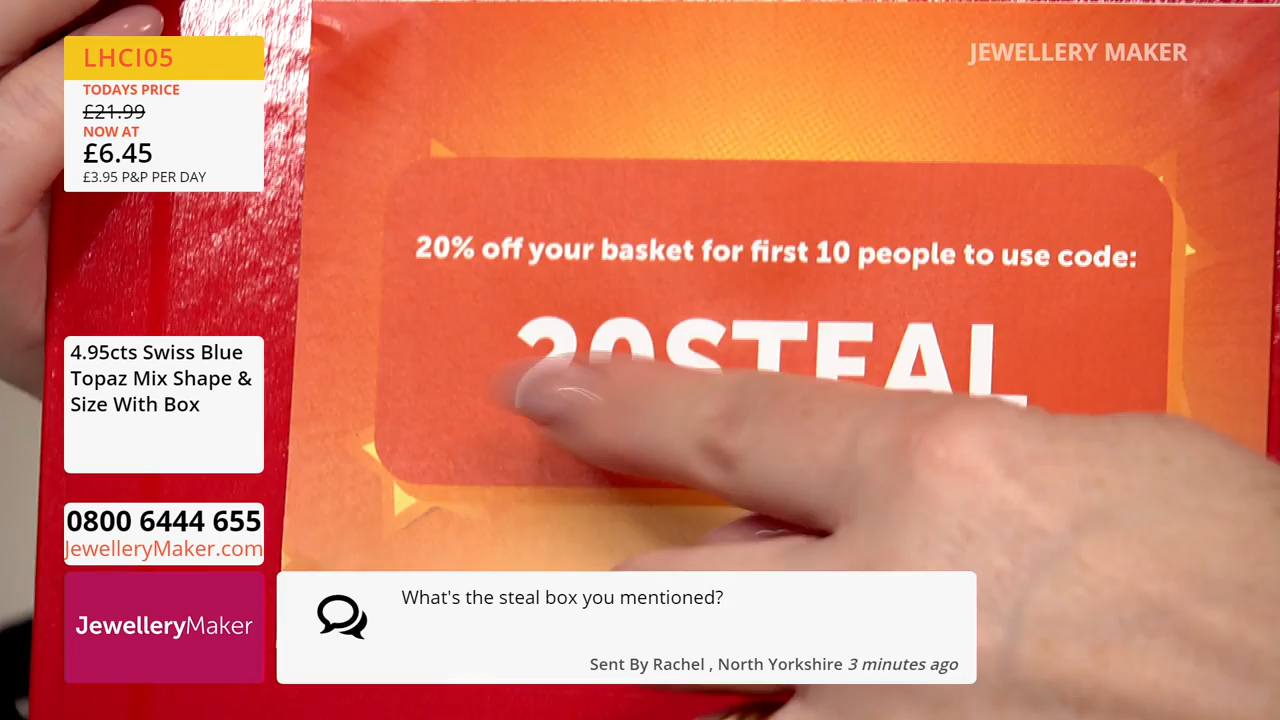 LHCI05
TODAYS PRICE
£21.99
NOW AT
£6.45
£3.95 P&P PER DAY
JEWELLERY MAKER
20% off your basket for first 10 people to use code:
20STEAL
4.95cts Swiss Blue
Topaz Mix Shape &
Size With Box
0800 6444 655
JewelleryMaker.com
JewelleryMaker
What's the steal box you mentioned?
Sent By Rachel , North Yorkshire 3 minutes ago